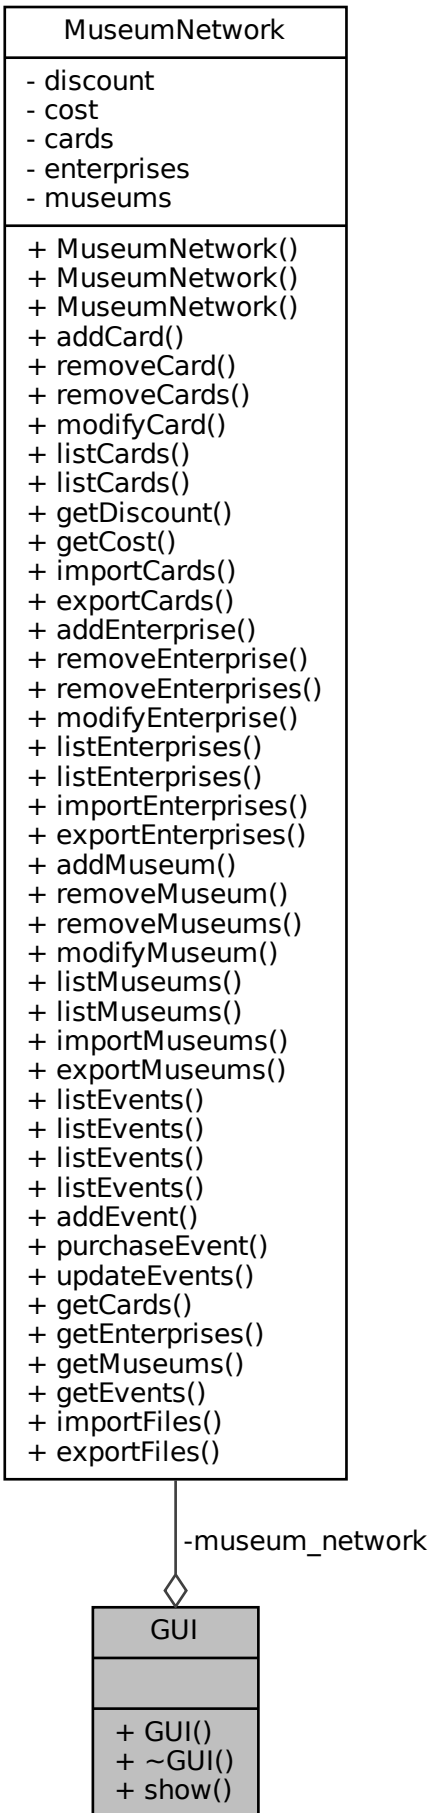 MuseumNetwork
- discount
- cost
- cards
- enterprises
- museums
+ MuseumNetwork()
+ MuseumNetwork()
+ MuseumNetwork()
+ addCard()
+ removeCard()
+ removeCards()
+ modifyCard()
+ listCards()
+ listCards()
+ getDiscount()
+ getCost()
+ importCards()
+ exportCards()
+ addEnterprise()
+ removeEnterprise()
+ removeEnterprises()
+ modifyEnterprise()
+ listEnterprises()
+ listEnterprises()
+ importEnterprises()
+ exportEnterprises()
+ addMuseum()
+ removeMuseum()
+ removeMuseums()
+ modifyMuseum()
+ listMuseums()
+ listMuseums()
+ importMuseums()
+ exportMuseums()
+ listEvents()
+ listEvents()
+ listEvents()
+ listEvents()
+ addEvent()
+ purchaseEvent()
+ updateEvents()
+ getCards()
+ getEnterprises()
+ getMuseums()
+ getEvents()
+ importFiles()
+ exportFiles()
-museum_network
GUI
+ GUI()
+ ~GUI()
+ show()